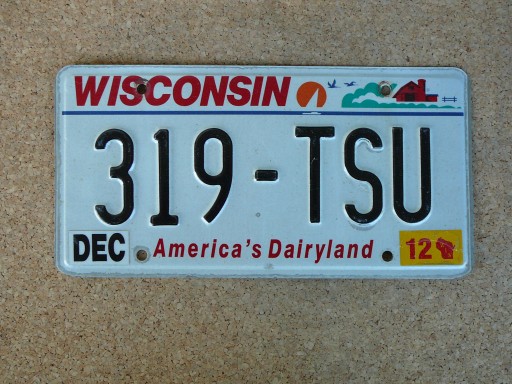 WISCONSIN
319-TSU
DEC America's Dairyland 12